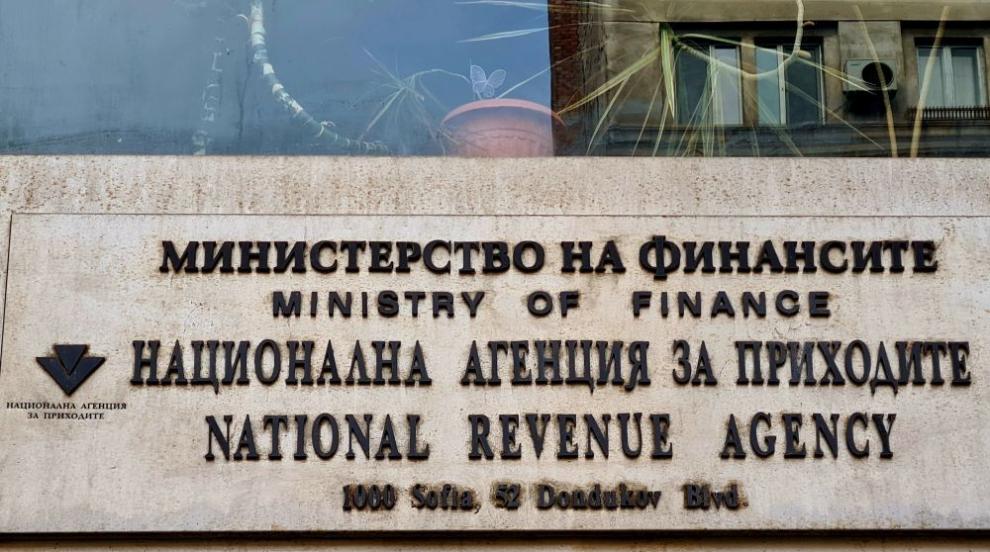 МИНИСТЕРСТВО НА ФИНАНСИТЕ
MINISTRY OF FINANCE
НАЦИОНАЛНА АГЕНЦИЯ ЗА ПРИХОДИТЕ
НАЦИОНАЛНА АГЕНЦИЯ
ЗА ПРИХОДИТЕ
NATIONAL REVENUE AGENCY
1000 Sofia, 52 Dondukov Blvd.